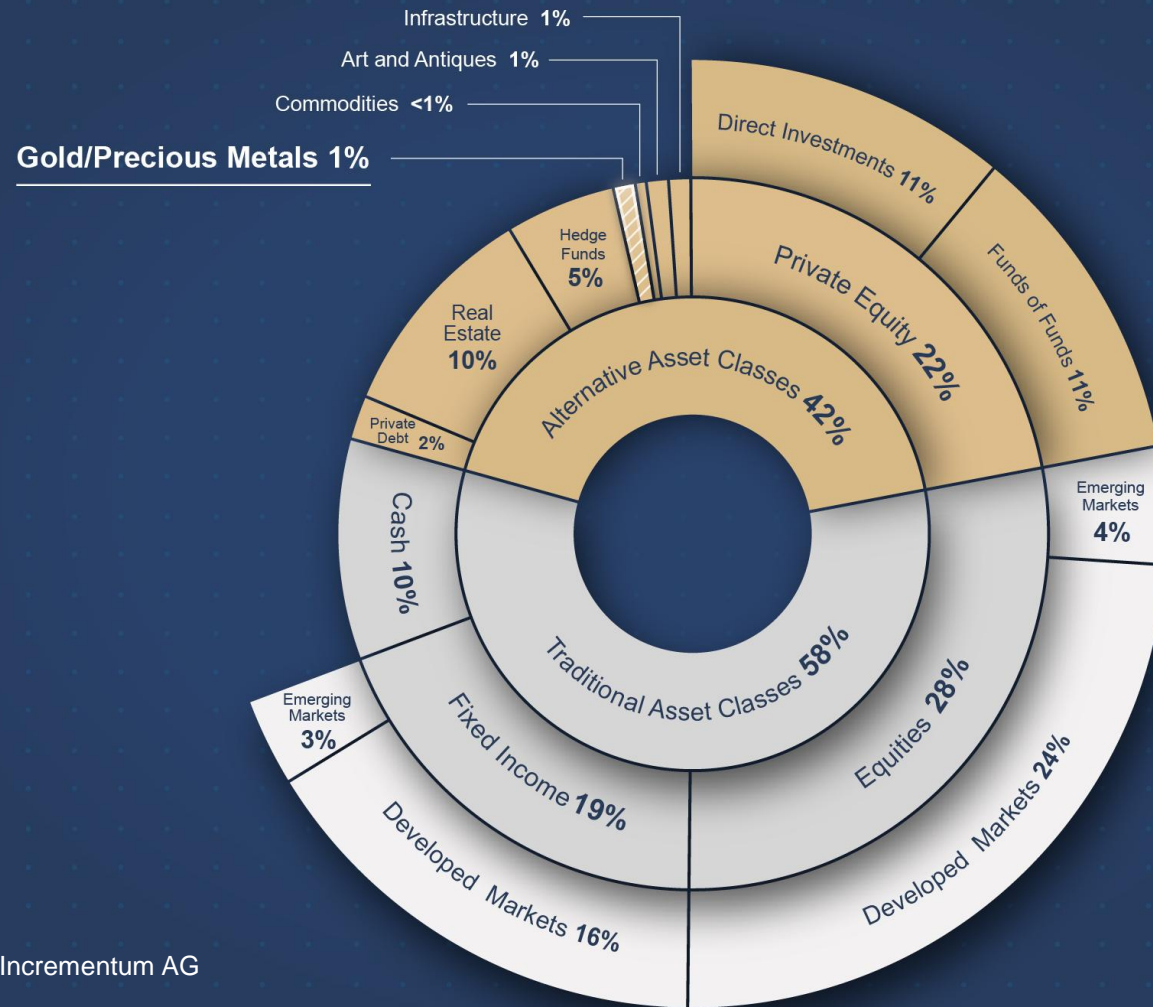 Infrastructure 1%
Art and Antiques 1%
Commodities <1%
Gold/Precious Metals 1%
Direct Investments 11%
Funds of Funds 11%
Private Equity 22%
Hedge
Funds
5%
Real
Estate
10%
Private
Debt 2%
Alternative Asset Classes 42%
Emerging
Markets
4%
Cash 10%
Traditional Asset Classes 58%
Equities 28%
Developed Markets 24%
Fixed Income 19%
Emerging
Markets
3%
Developed Markets 16%
Incrementum AG